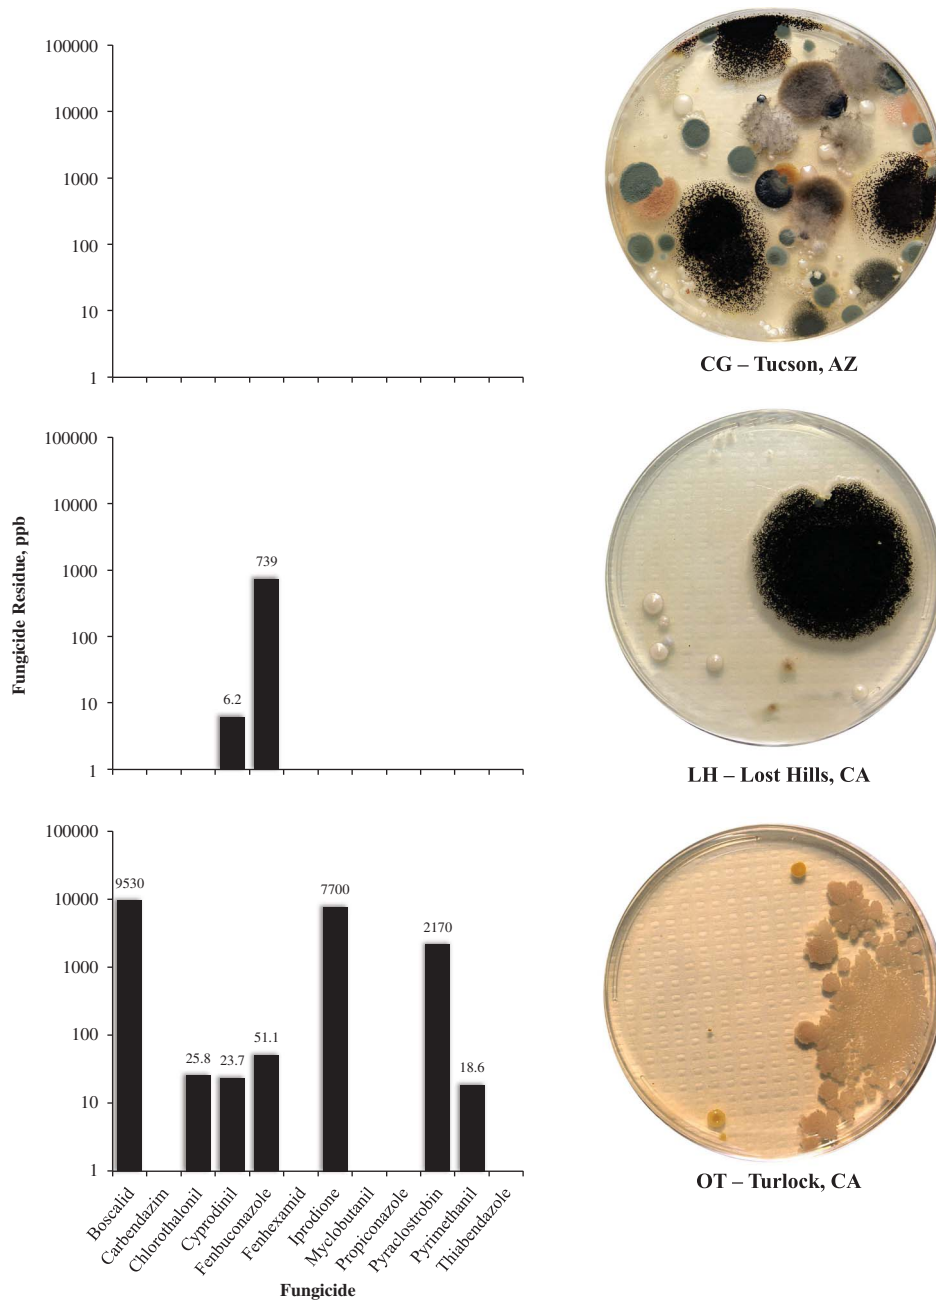 100000
10000
1000
100
10
1
CG – Tucson, AZ
Fungicide Residue, ppb
100000
10000
1000
100
10
1
6.2
739
LH – Lost Hills, CA
100000
10000
1000
100
10
1
9530
25.8
23.7
51.1
7700
2170
18.6
Boscalid
Carbendazim
Chlorothalonil
Cyprodinil
Fenbuconazole
Fenhexamid
Iprodione
Myclobutanil
Propiconazole
Pyraclostrobin
Pyrimethanil
Thiabendazole
Fungicide
OT – Turlock, CA